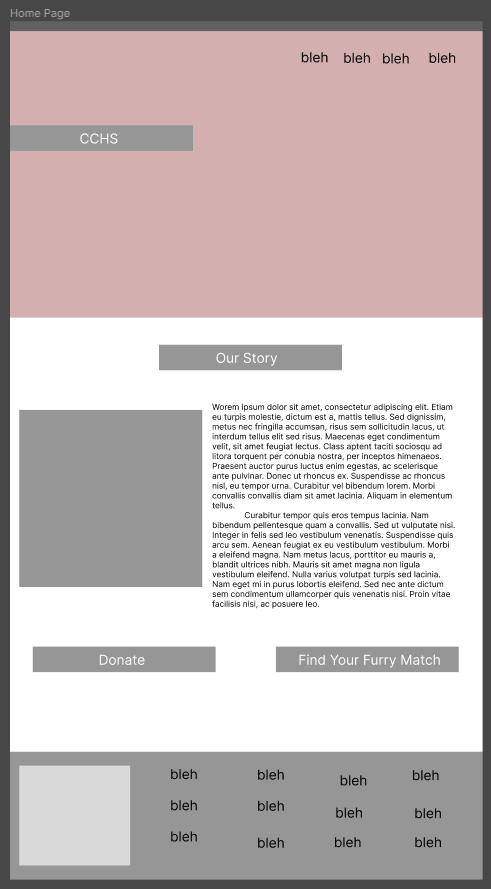 Home Page
bleh bleh bleh bleh
CCHS
Our Story
Worem ipsum dolor sit amet, consectetur adipiscing elit. Etiam
eu turpis molestie, dictum est a, mattis tellus. Sed dignissim,
metus nec fringilla accumsan, risus sem sollicitudin lacus, ut
interdum tellus elit sed risus. Maecenas eget condimentum
velit, sit amet feugiat lectus. Class aptent taciti sociosqu ad
litora torquent per conubia nostra, per inceptos himenaeos.
Praesent auctor purus luctus enim egestas, ac scelerisque
ante pulvinar. Donec ut rhoncus ex. Suspendisse ac rhoncus
nisl, eu tempor urna. Curabitur vel bibendum lorem. Morbi
convallis convallis diam sit amet lacinia. Aliquam in elementum
tellus.
Curabitur tempor quis eros tempus lacinia. Nam
bibendum pellentesque quam a convallis. Sed ut vulputate nisi.
Integer in felis sed leo vestibulum venenatis. Suspendisse quis
arcu sem. Aenean feugiat ex eu vestibulum vestibulum. Morbi
a eleifend magna. Nam metus lacus, porttitor eu mauris a,
blandit ultrices nibh. Mauris sit amet magna non ligula
vestibulum eleifend. Nulla varius volutpat turpis sed lacinia.
Nam eget mi in purus lobortis eleifend. Sed nec ante dictum
sem condimentum ullamcorper quis venenatis nisi. Proin vitae
facilisis nisi, ac posuere leo.
Donate
Find Your Furry Match
bleh bleh bleh bleh
bleh bleh bleh bleh
bleh bleh bleh bleh